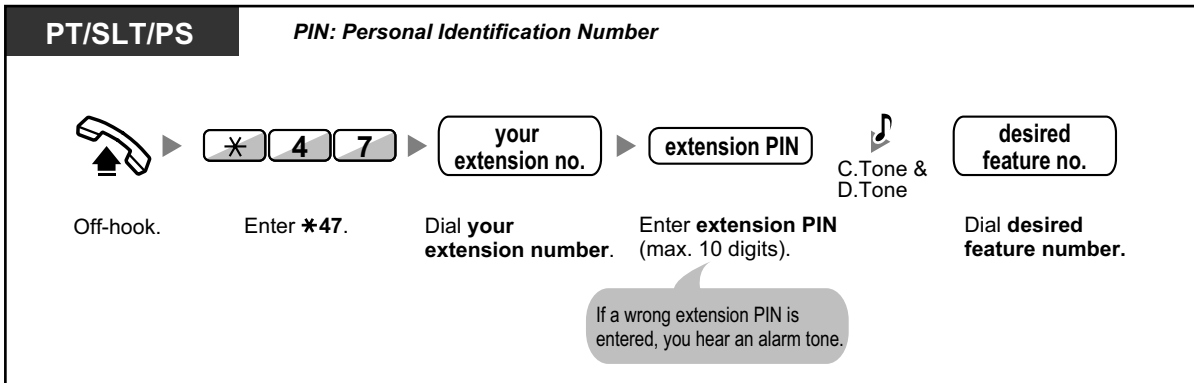 PT/SLT/PS
PIN: Personal Identification Number
* 4 7
your
extension no.
extension PIN
C.Tone &
D.Tone
desired
feature no.
Off-hook.
Enter *47.
Dial your
extension number.
Enter extension PIN
(max. 10 digits).
Dial desired
feature number.
If a wrong extension PIN is
entered, you hear an alarm tone.